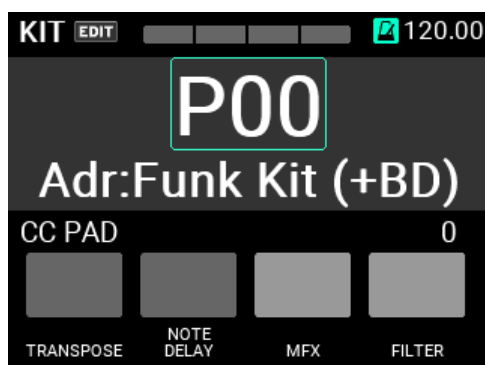 KIT EDIT 120.00
P00
Adr:Funk Kit (+BD)
CC PAD 0
TRANSPOSE NOTE DELAY MFX FILTER